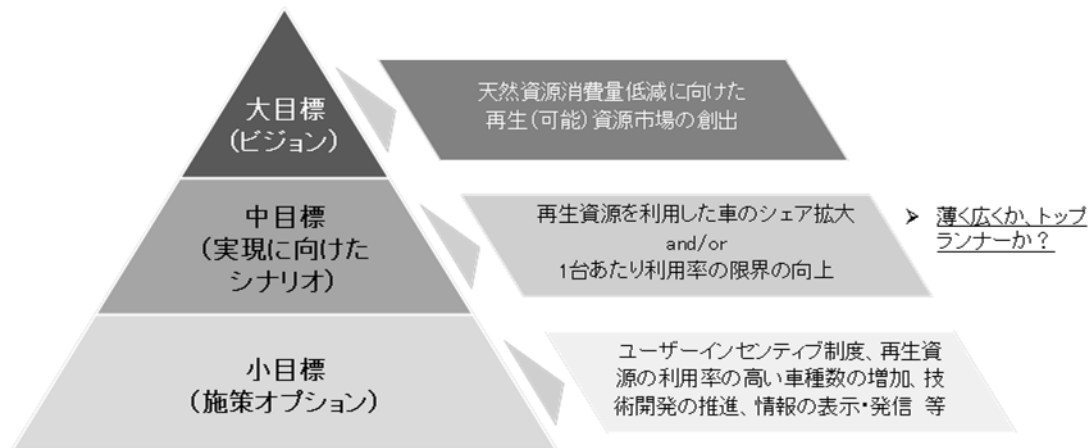 大目標
(ビジョン)
天然資源消費量低減に向けた
再生(可能)資源市場の創出
中目標
(実現に向けた
シナリオ)
再生資源を利用した車のシェア拡大
and/or
1台あたり利用率の限界の向上
➢ 薄く広くか、トップ
ランナーか?
小目標
(施策オプション)
ユーザーインセンティブ制度、再生資
源の利用率の高い車種数の増加、技
術開発の推進、情報の表示・発信 等